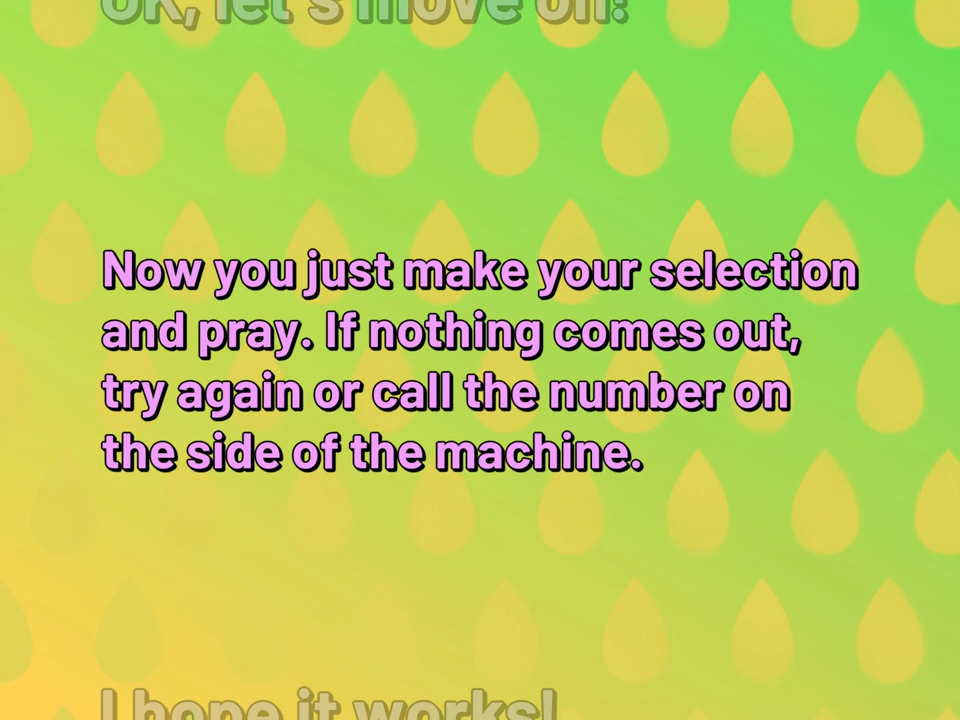 OK, let's move on!
Now you just make your selection
and pray. If nothing comes out,
try again or call the number on
the side of the machine.
I hope it works!